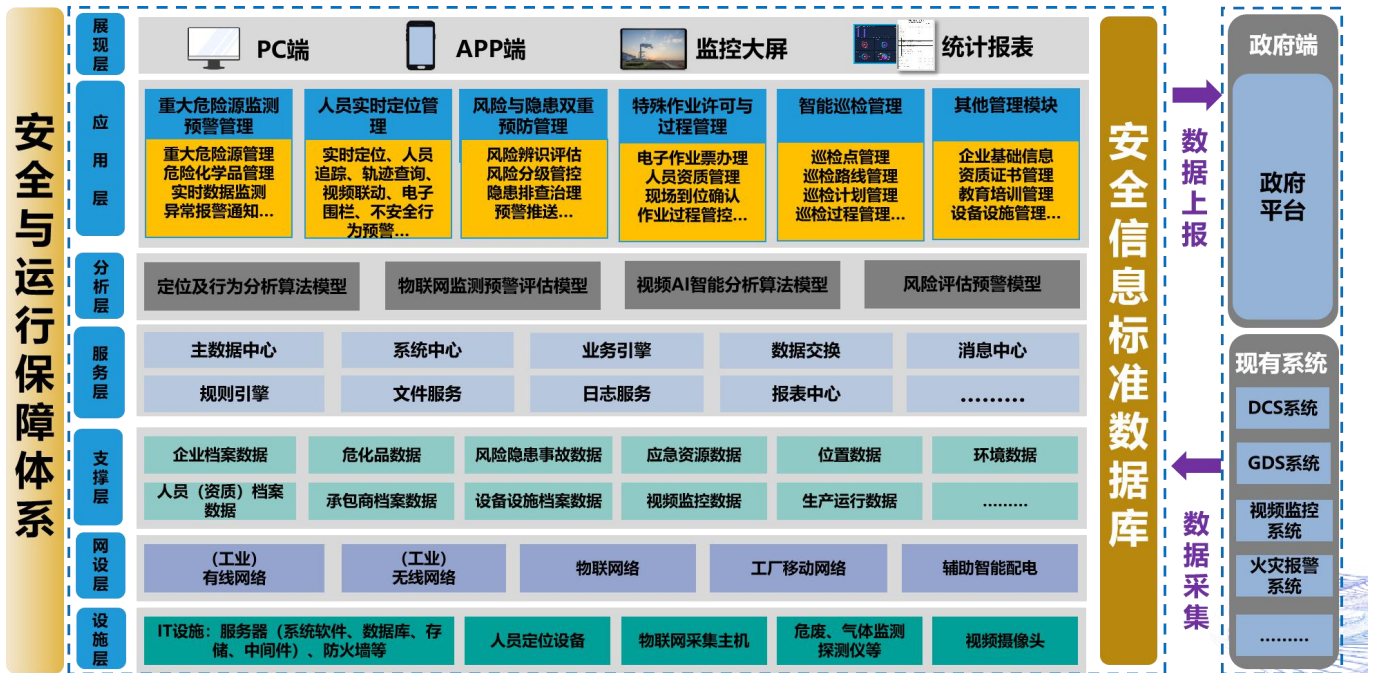 安全与运行保障体系
展现层
PC端
APP端
监控大屏
统计报表
应用层
重大危险源监测
预警管理
重大危险源管理
危险化学品管理
实时数据监测
异常报警通知...
人员实时定位管
理
实时定位、人员
追踪、轨迹查询、
视频联动、电子
围栏、不安全行
为预警...
风险与隐患双重
预防管理
风险辨识评估
风险分级管控
隐患排查治理
预警推送...
特殊作业许可与
过程管理
电子作业票办理
人员资质管理
现场到位确认
作业过程管控...
智能巡检管理
巡检点管理
巡检路线管理
巡检计划管理
巡检过程管理...
其他管理模块
企业基础信息
资质证书管理
教育培训管理
设备设施管理...
分析层
定位及行为分析算法模型
物联网监测预警评估模型
视频AI智能分析算法模型
风险评估预警模型
服务层
主数据中心
系统中心
业务引擎
数据交换
消息中心
规则引擎
文件服务
日志服务
报表中心
.........
支撑层
企业档案数据
危化品数据
风险隐患事故数据
应急资源数据
位置数据
环境数据
人员（资质）档案
数据
承包商档案数据
设备设施档案数据
视频监控数据
生产运行数据
.........
网设层
（工业）
有线网络
（工业）
无线网络
物联网络
工厂移动网络
辅助智能配电
设施层
IT设施：服务器（系统软件、数据库、存
储、中间件）、防火墙等
人员定位设备
物联网采集主机
危废、气体监测
探测仪等
视频摄像头
安全信息标准数据库
数据上报
数据采集
政府端
政府
平台
现有系统
DCS系统
GDS系统
视频监控
系统
火灾报警
系统
.........